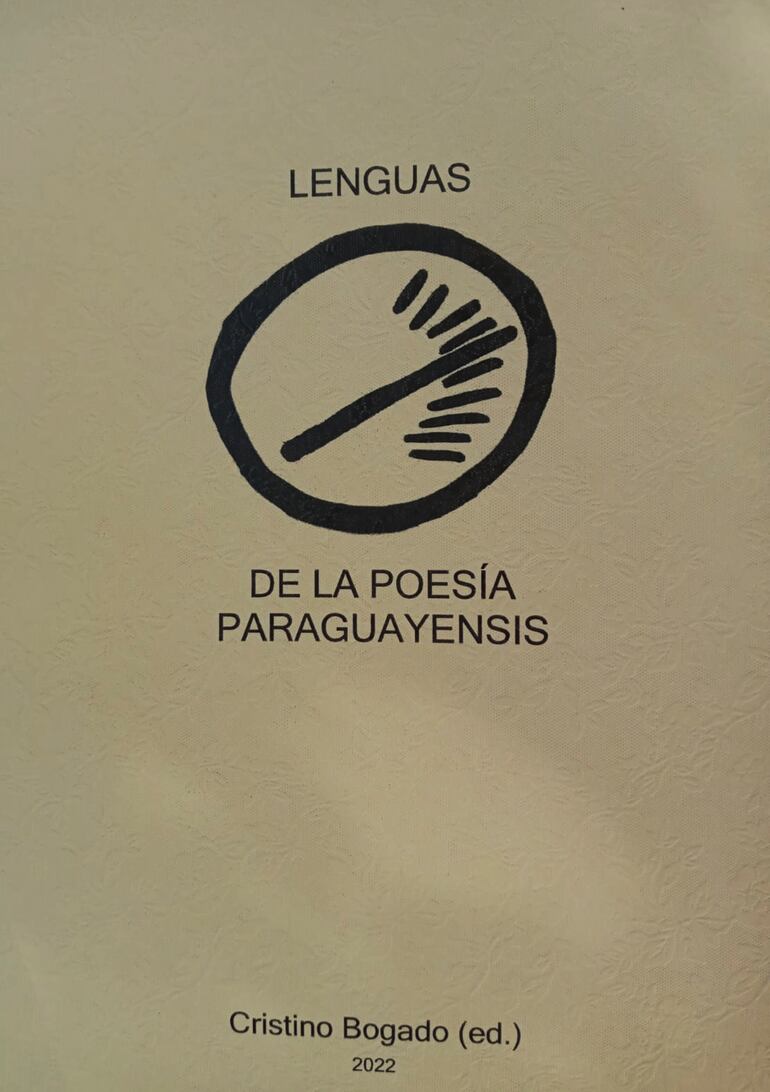 LENGUAS
DE LA POESÍA
PARAGUAYENSIS
Cristino Bogado (ed.)
2022